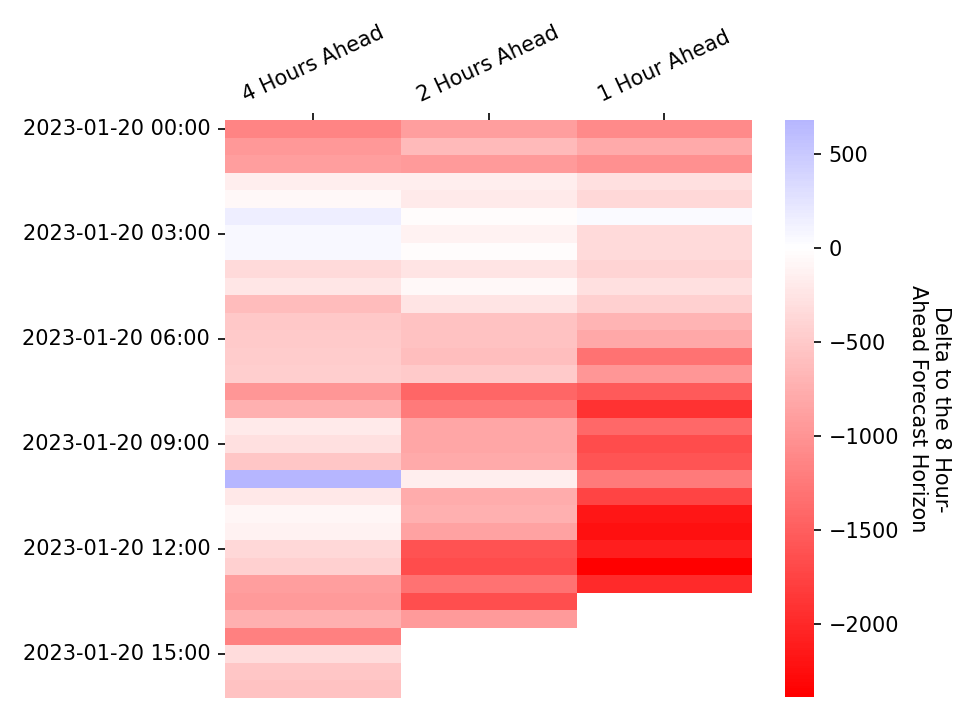 4 Hours Ahead
2 Hours Ahead
1 Hour Ahead
2023-01-20 00:00
2023-01-20 03:00
2023-01-20 06:00
2023-01-20 09:00
2023-01-20 12:00
2023-01-20 15:00
500
0
−500
−1000
−1500
−2000
Delta to the 8 Hour-
Ahead Forecast Horizon